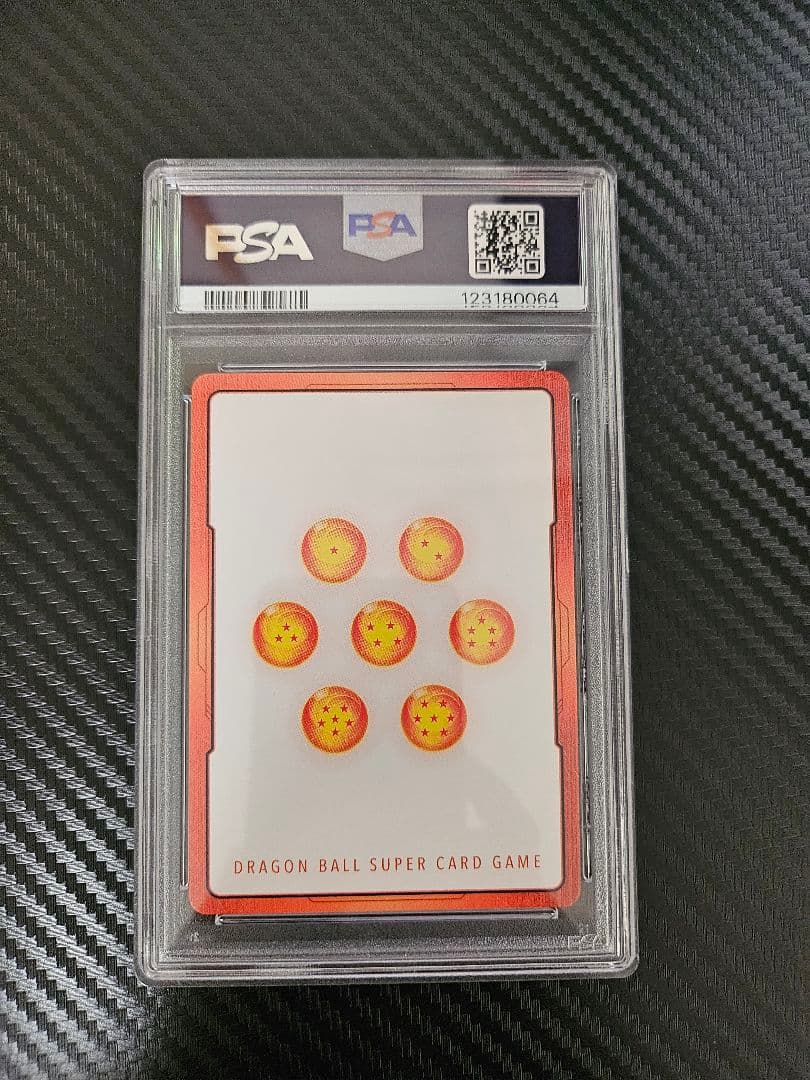 PSA
PSA
123180064
DRAGON BALL SUPER CARD GAME